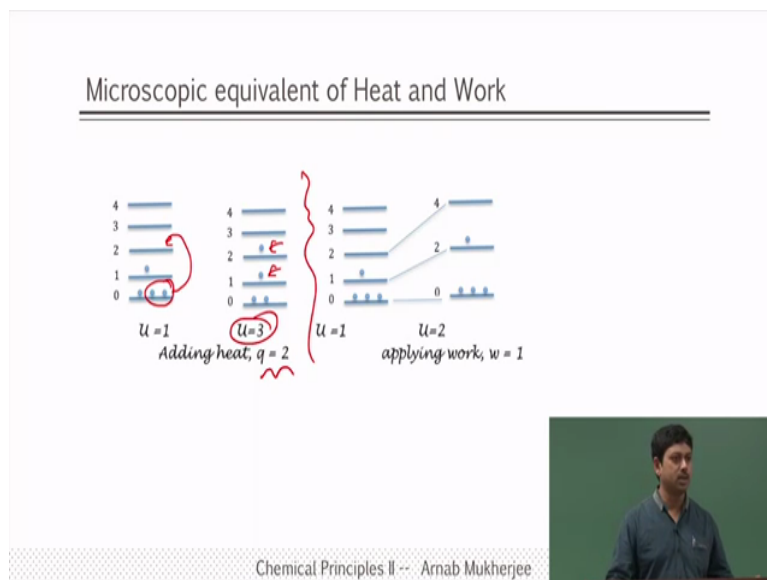 Microscopic equivalent of Heat and Work
4
3
2
1
0
4
3
2
1
0
4
3
2
1
0
4
2
0
U =1
U=3
U =1
U=2
Adding heat, q = 2
applying work, w = 1
Chemical Principles II -- Arnab Mukherjee